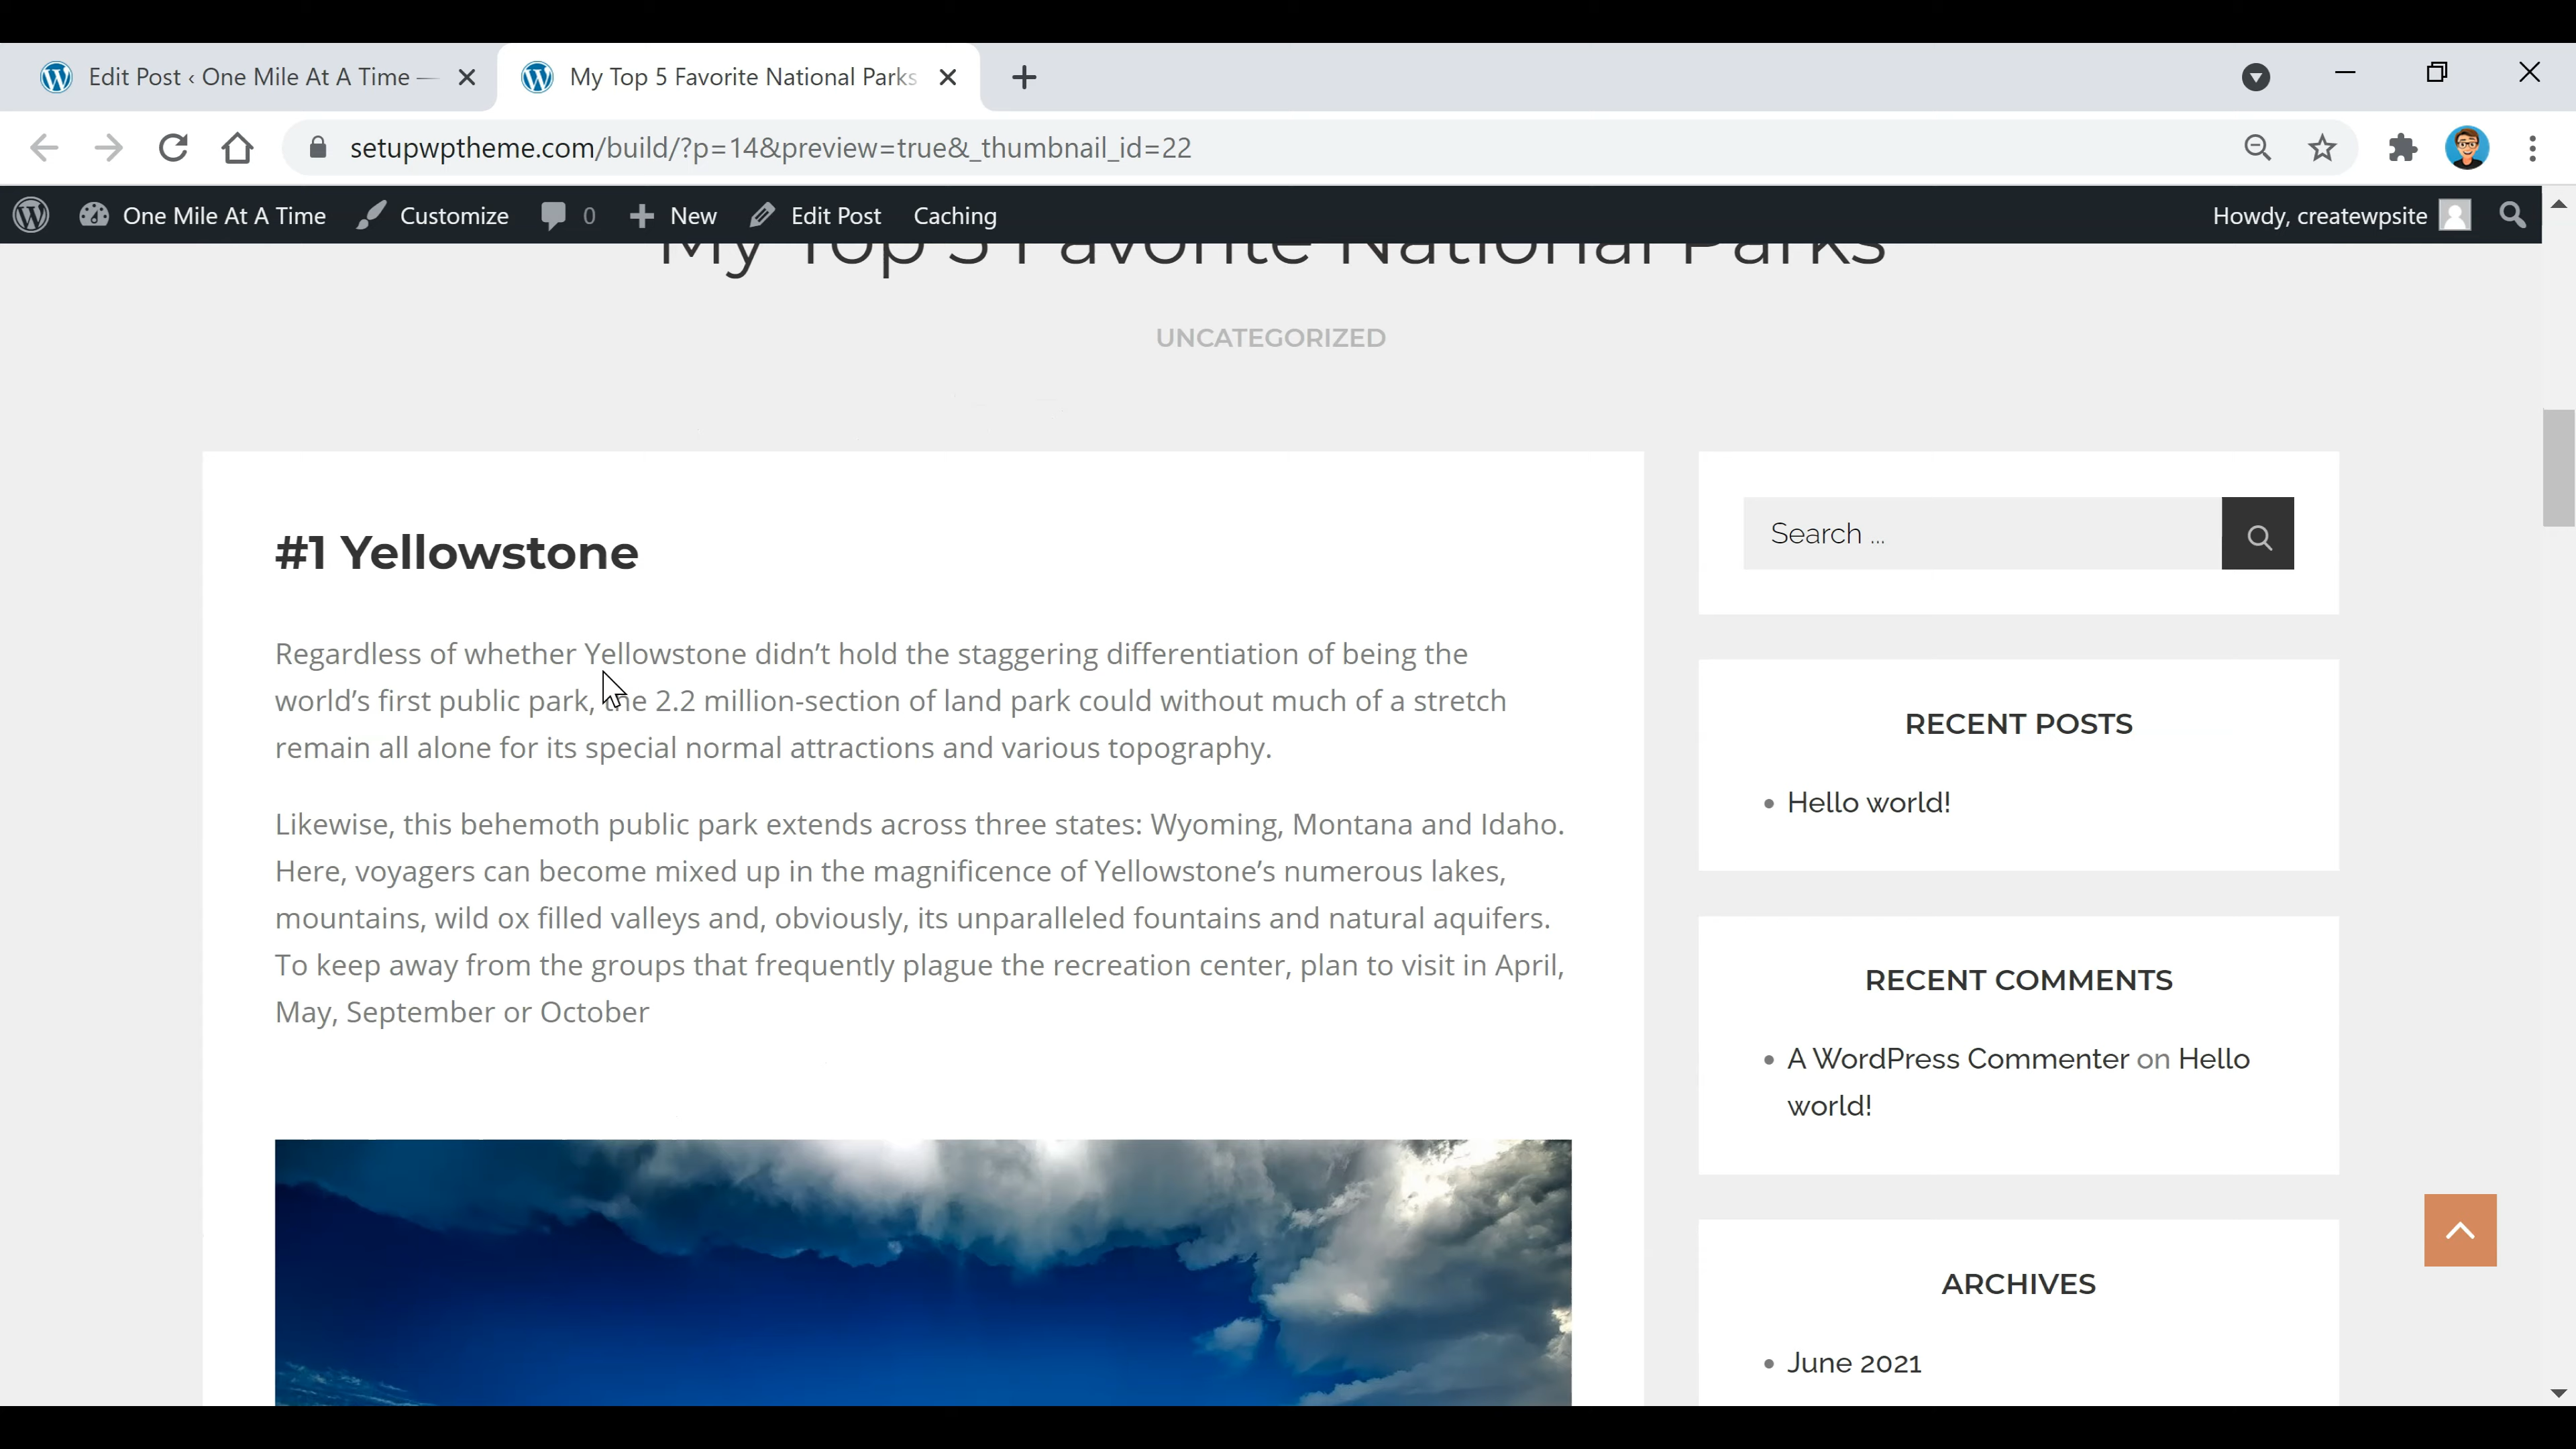 Edit Post ‹ One Mile At A Time —
My Top 5 Favorite National Parks
setupwptheme.com/build/?p=14&preview=true&_thumbnail_id=22
One Mile At A Time
Customize
0
New
Edit Post
Caching
Howdy, createwpsite
My Top 5 Favorite National Parks
UNCATEGORIZED
#1 Yellowstone
Regardless of whether Yellowstone didn’t hold the staggering differentiation of being the
world’s first public park, the 2.2 million-section of land park could without much of a stretch
remain all alone for its special normal attractions and various topography.
Likewise, this behemoth public park extends across three states: Wyoming, Montana and Idaho.
Here, voyagers can become mixed up in the magnificence of Yellowstone’s numerous lakes,
mountains, wild ox filled valleys and, obviously, its unparalleled fountains and natural aquifers.
To keep away from the groups that frequently plague the recreation center, plan to visit in April,
May, September or October
Search ...
RECENT POSTS
• Hello world!
RECENT COMMENTS
• A WordPress Commenter on Hello
world!
ARCHIVES
• June 2021